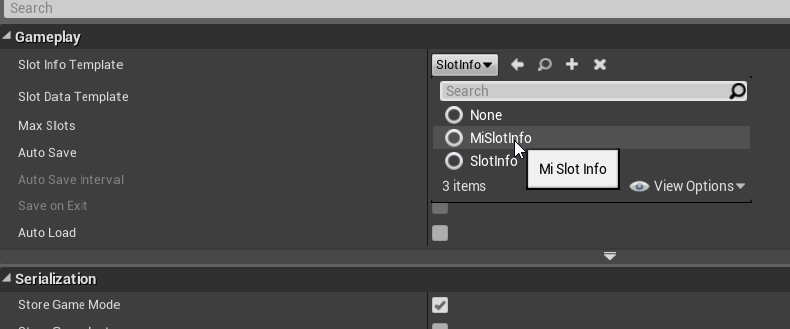 Search
Gameplay
Slot Info Template
SlotInfo
Slot Data Template
Search
Max Slots
None
MiSlotInfo
Auto Save
SlotInfo
Mi Slot Info
Auto Save Interval
3 items
View Options
Save on Exit
Auto Load
Serialization
Store Game Mode